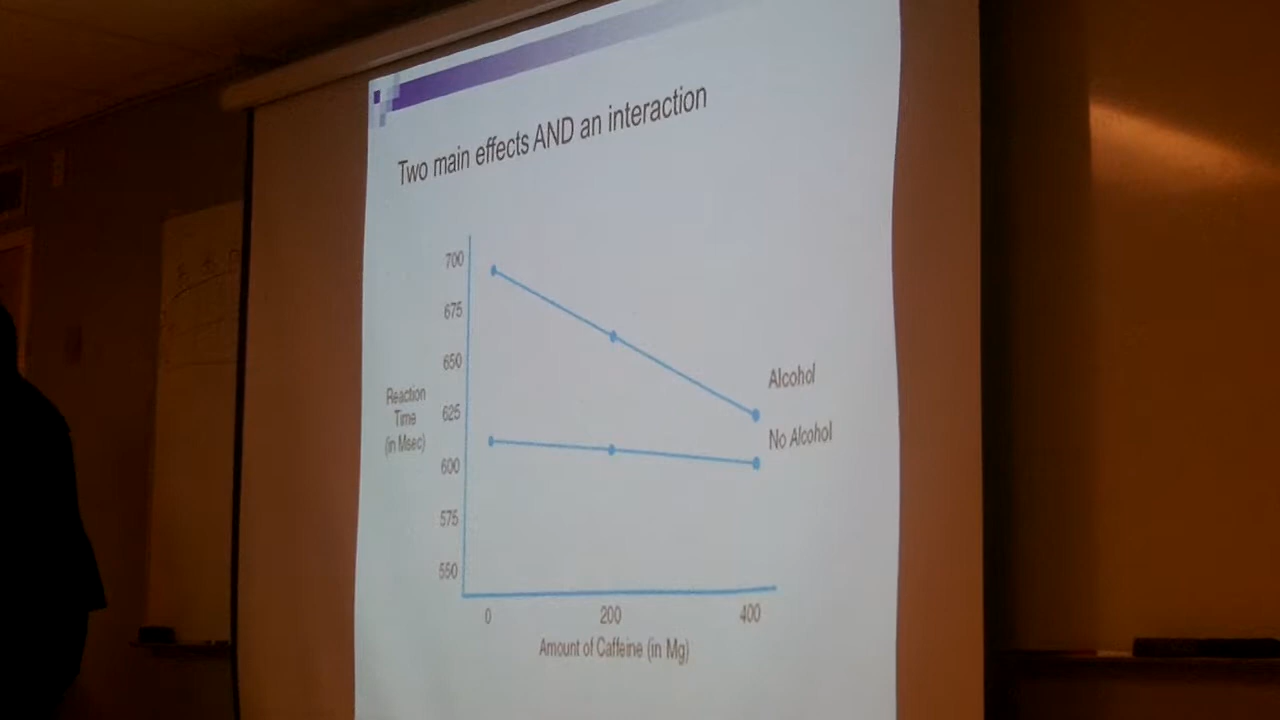 Two main effects AND an interaction
700
675
650
625
600
575
550
Reaction
Time
(in Msec)
Alcohol
No Alcohol
0 200 400
Amount of Caffeine (in Mg)